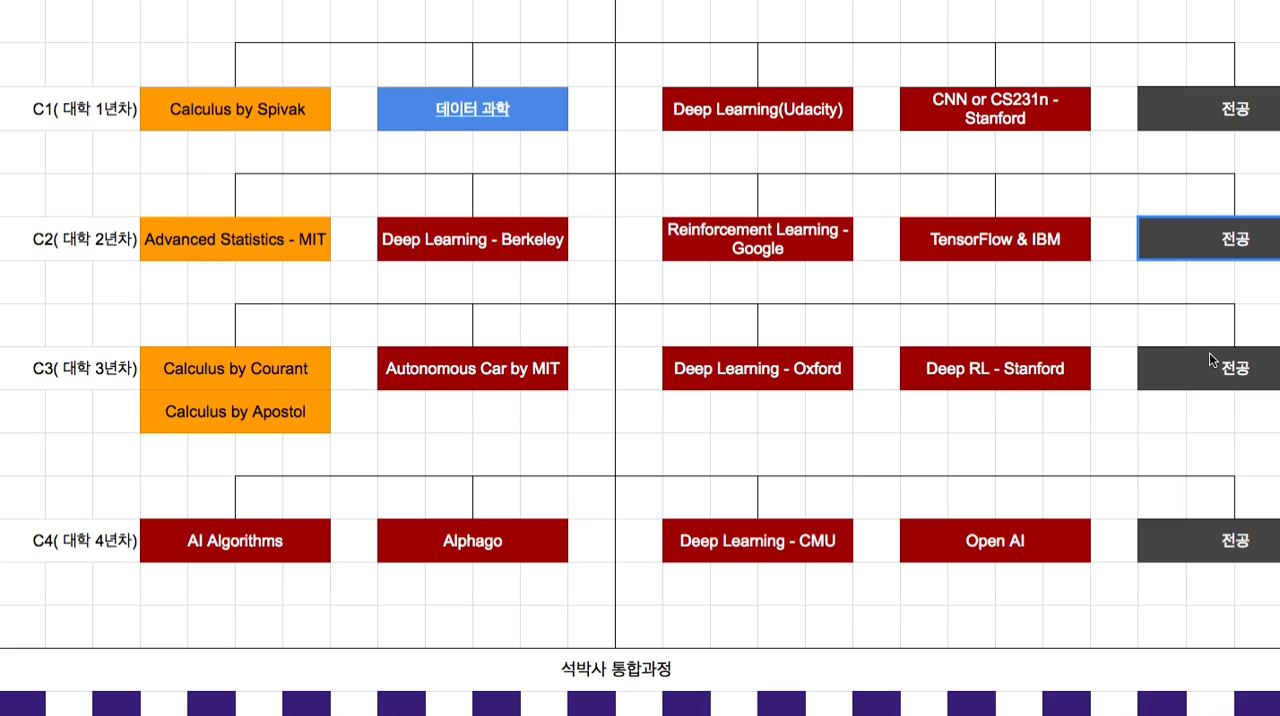 C1( 대학 1년차)
Calculus by Spivak
데이터 과학
Deep Learning(Udacity)
CNN or CS231n -
Stanford
전공
C2( 대학 2년차)
Advanced Statistics - MIT
Deep Learning - Berkeley
Reinforcement Learning -
Google
TensorFlow & IBM
전공
C3( 대학 3년차)
Calculus by Courant
Autonomous Car by MIT
Deep Learning - Oxford
Deep RL - Stanford
전공
Calculus by Apostol
C4( 대학 4년차)
AI Algorithms
Alphago
Deep Learning - CMU
Open AI
전공
석박사 통합과정